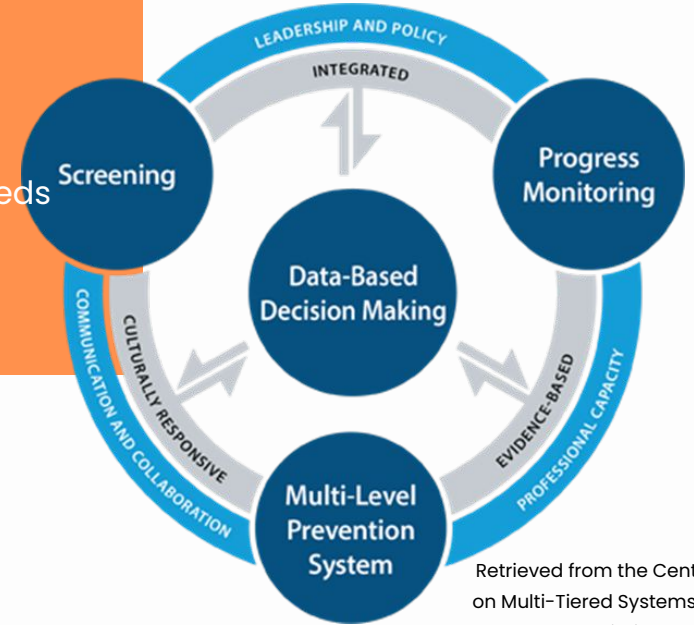 LEADERSHIP AND POLICY
INTEGRATED
Screening
Progress
Monitoring
Data-Based
Decision Making
COMMUNICATION AND COLLABORATION
CULTURALLY RESPONSIVE
EVIDENCE-BASED
PROFESSIONAL CAPACITY
Multi-Level
Prevention
System
Retrieved from the Cent
on Multi-Tiered Systems